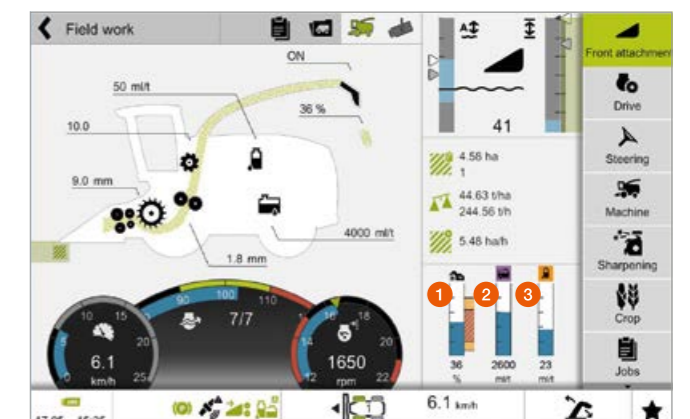 Field work
ON
50 ml/t
36 %
10.0
9.0 mm
4000 ml/t
1.8 mm
41
4.56 ha
1
44.63 t/ha
244.56 t/h
5.48 ha/h
1 2 3
36 2600 23
% ml/t ml/t
90 100 110
7/7
5 10 15 20 25
6.1
km/h
12 14 16 18 20 22
1650
rpm
6.1 km/h
1
Front attachment
Drive
Steering
Machine
Sharpening
Crop
Jobs